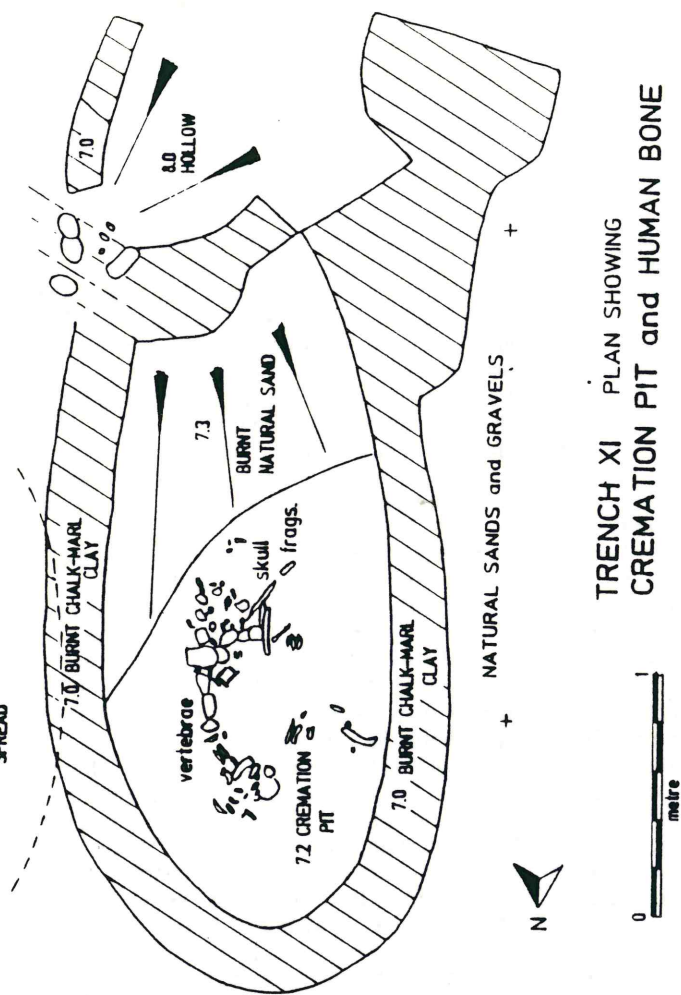 SPREAD
7.0 BURNT CHALK-MARL
CLAY
7.0
8.0
HOLLOW
7.3
BURNT
NATURAL SAND
vertebrae
skull
frags.
7.2 CREMATION
PIT
7.0 BURNT CHALK-MARL
CLAY
NATURAL SANDS and GRAVELS
N
0
1
metre
TRENCH XI PLAN SHOWING
CREMATION PIT and HUMAN BONE